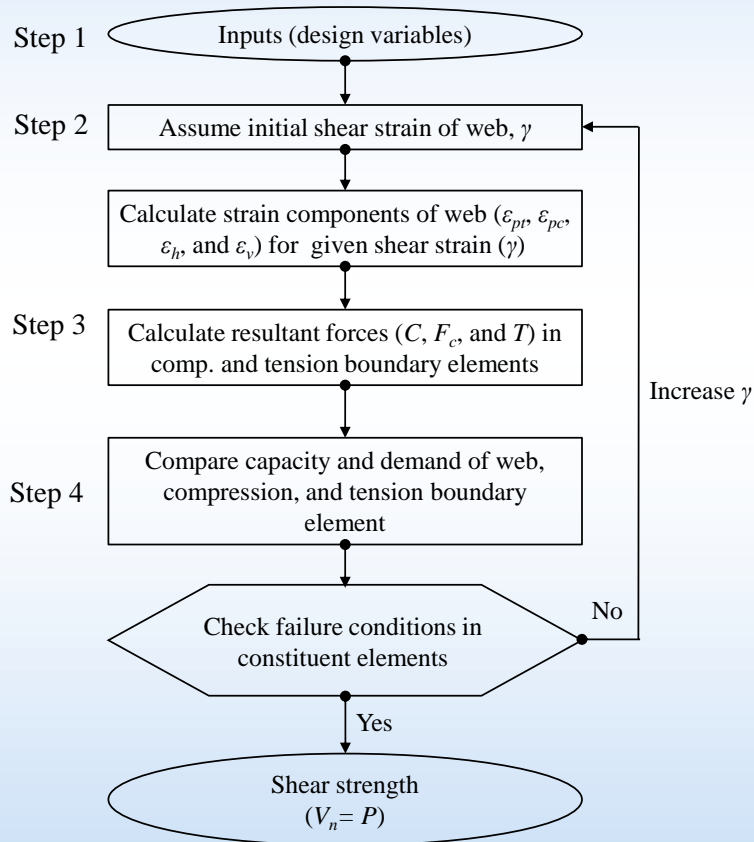 Step 1
Inputs (design variables)
Step 2
Assume initial shear strain of web, γ
Calculate strain components of web (εpt, εpc,
εh, and εv) for given shear strain (γ)
Step 3
Calculate resultant forces (C, Fc, and T) in
comp. and tension boundary elements
Increase γ
Step 4
Compare capacity and demand of web,
compression, and tension boundary
element
Check failure conditions in
constituent elements
No
Yes
Shear strength
(Vn= P)